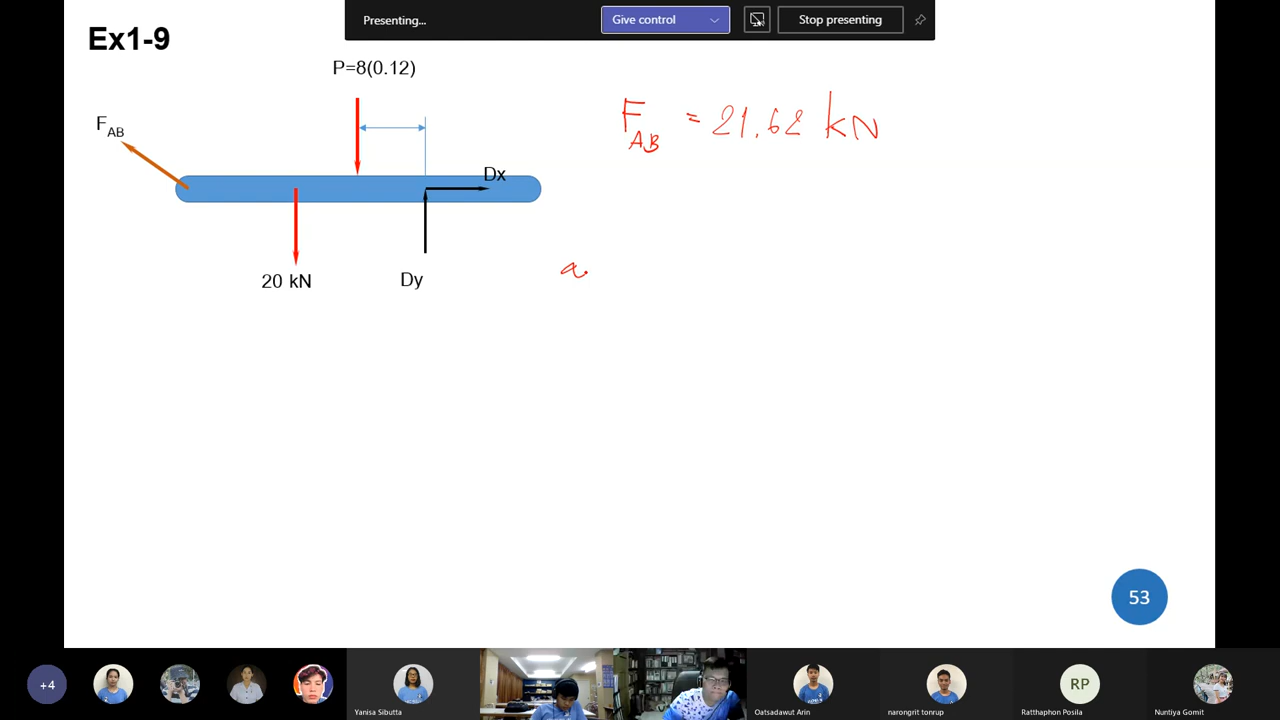 Presenting...
Give control
Stop presenting
Ex1-9
P=8(0.12)
FAB
FAB = 21.62 kN
Dx
20 kN
Dy
53
+4
Yanisa Sibutta
Oatsadawut Arin
narongrit tonrup
RP
Ratthaphon Posila
Nuntiya Gomit